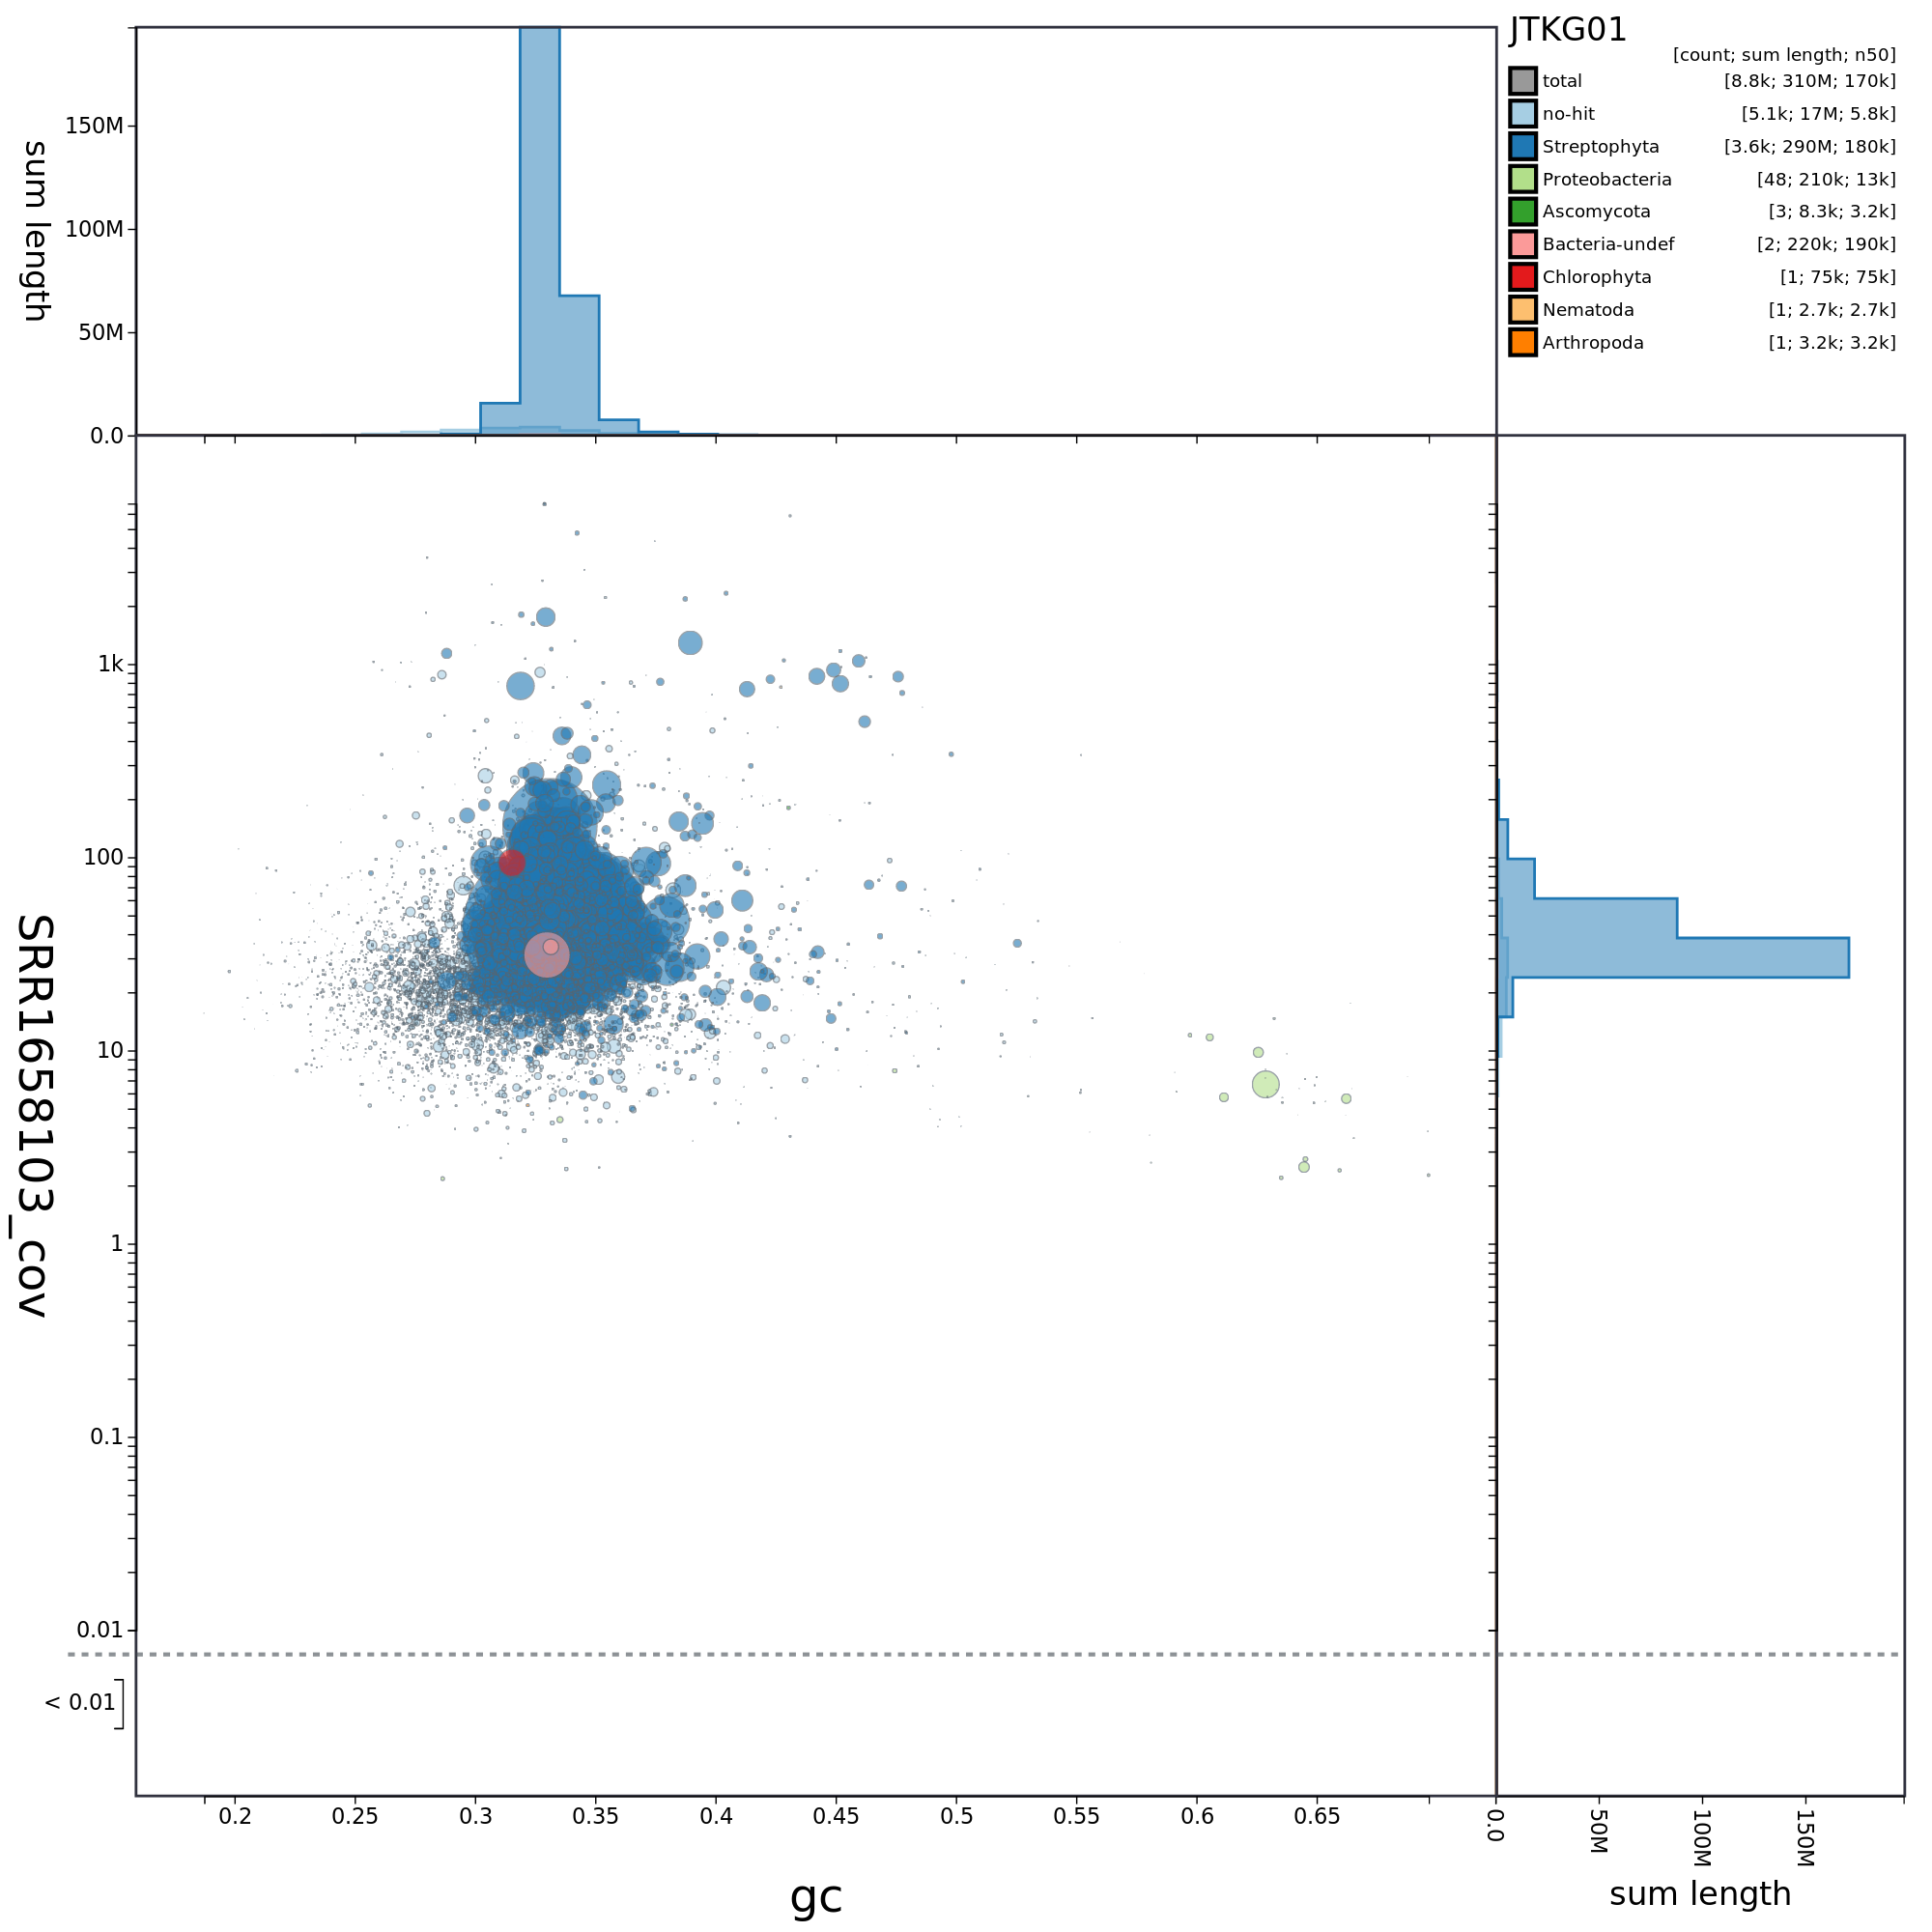 JTKG01
[count; sum length; n50]
total [8.8k; 310M; 170k]
no-hit [5.1k; 17M; 5.8k]
Streptophyta [3.6k; 290M; 180k]
Proteobacteria [48; 210k; 13k]
Ascomycota [3; 8.3k; 3.2k]
Bacteria-undef [2; 220k; 190k]
Chlorophyta [1; 75k; 75k]
Nematoda [1; 2.7k; 2.7k]
Arthropoda [1; 3.2k; 3.2k]
sum length
150M
100M
50M
0.0
SRR1658103_cov
1k
100
10
1
0.1
0.01
< 0.01
0.2 0.25 0.3 0.35 0.4 0.45 0.5 0.55 0.6 0.65
gc
0.0 50M 100M 150M
sum length